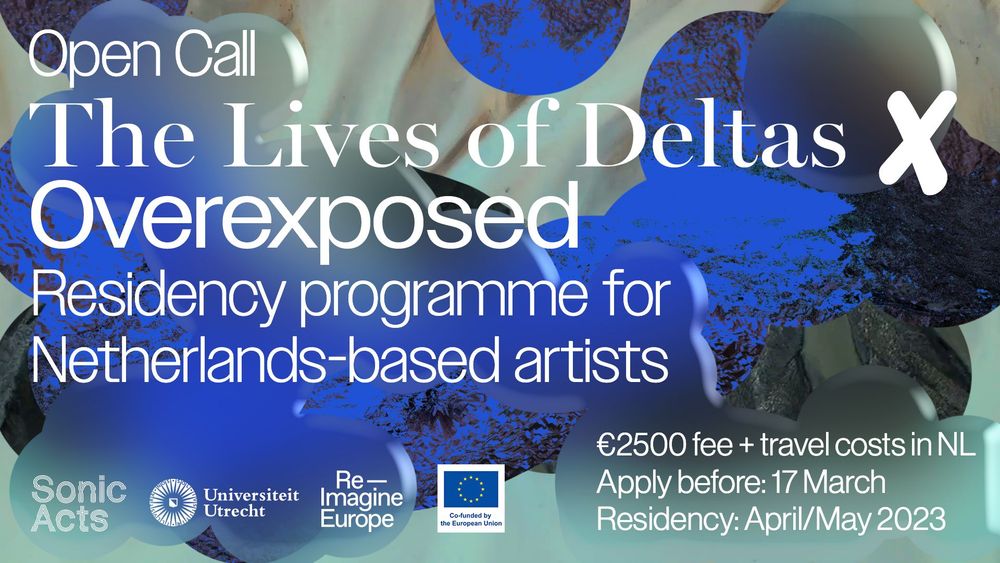 Open Call
The Lives of Deltas X
Overexposed
Residency programme for
Netherlands-based artists
€2500 fee + travel costs in NL
Apply before: 17 March
Residency: April/May 2023
Sonic
Acts
Universiteit
Utrecht
Re—
Imagine
Europe
Co-funded by
the European Union